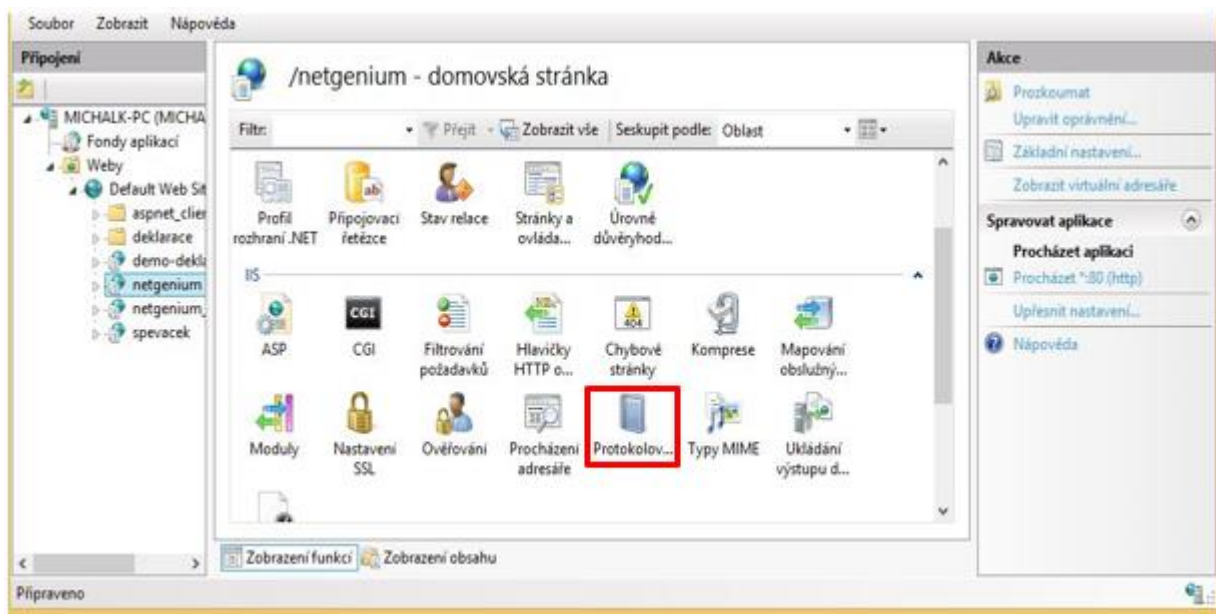 Soubor Zobrazit Nápověda
Připojení
MICHALK-PC (MICHA
Fondy aplikací
Weby
Default Web Sit
aspnet_clien
deklarace
demo-dekla
netgenium
netgenium_
spevacek
/netgenium - domovská stránka
Filtr: Přejít Zobrazit vše Seskupit podle: Oblast
Profil rozhraní .NET
Připojovací řetězce
Stav relace
Stránky a ovláda...
Úrovně důvěryhod...
IIS
ASP
CGI
Filtrování požadavků
Hlavičky HTTP o...
Chybové stránky
Komprese
Mapování obslužný...
Moduly
Nastavení SSL
Ověřování
Procházení adresáře
Protokolov...
Typy MIME
Ukládání výstupu d...
Zobrazení funkcí Zobrazení obsahu
Akce
Prozkoumat
Upravit oprávnění...
Základní nastavení...
Zobrazit virtuální adresáře
Spravovat aplikace
Procházet aplikaci
Procházet *:80 (http)
Upřesnit nastavení...
Nápověda
Připraveno